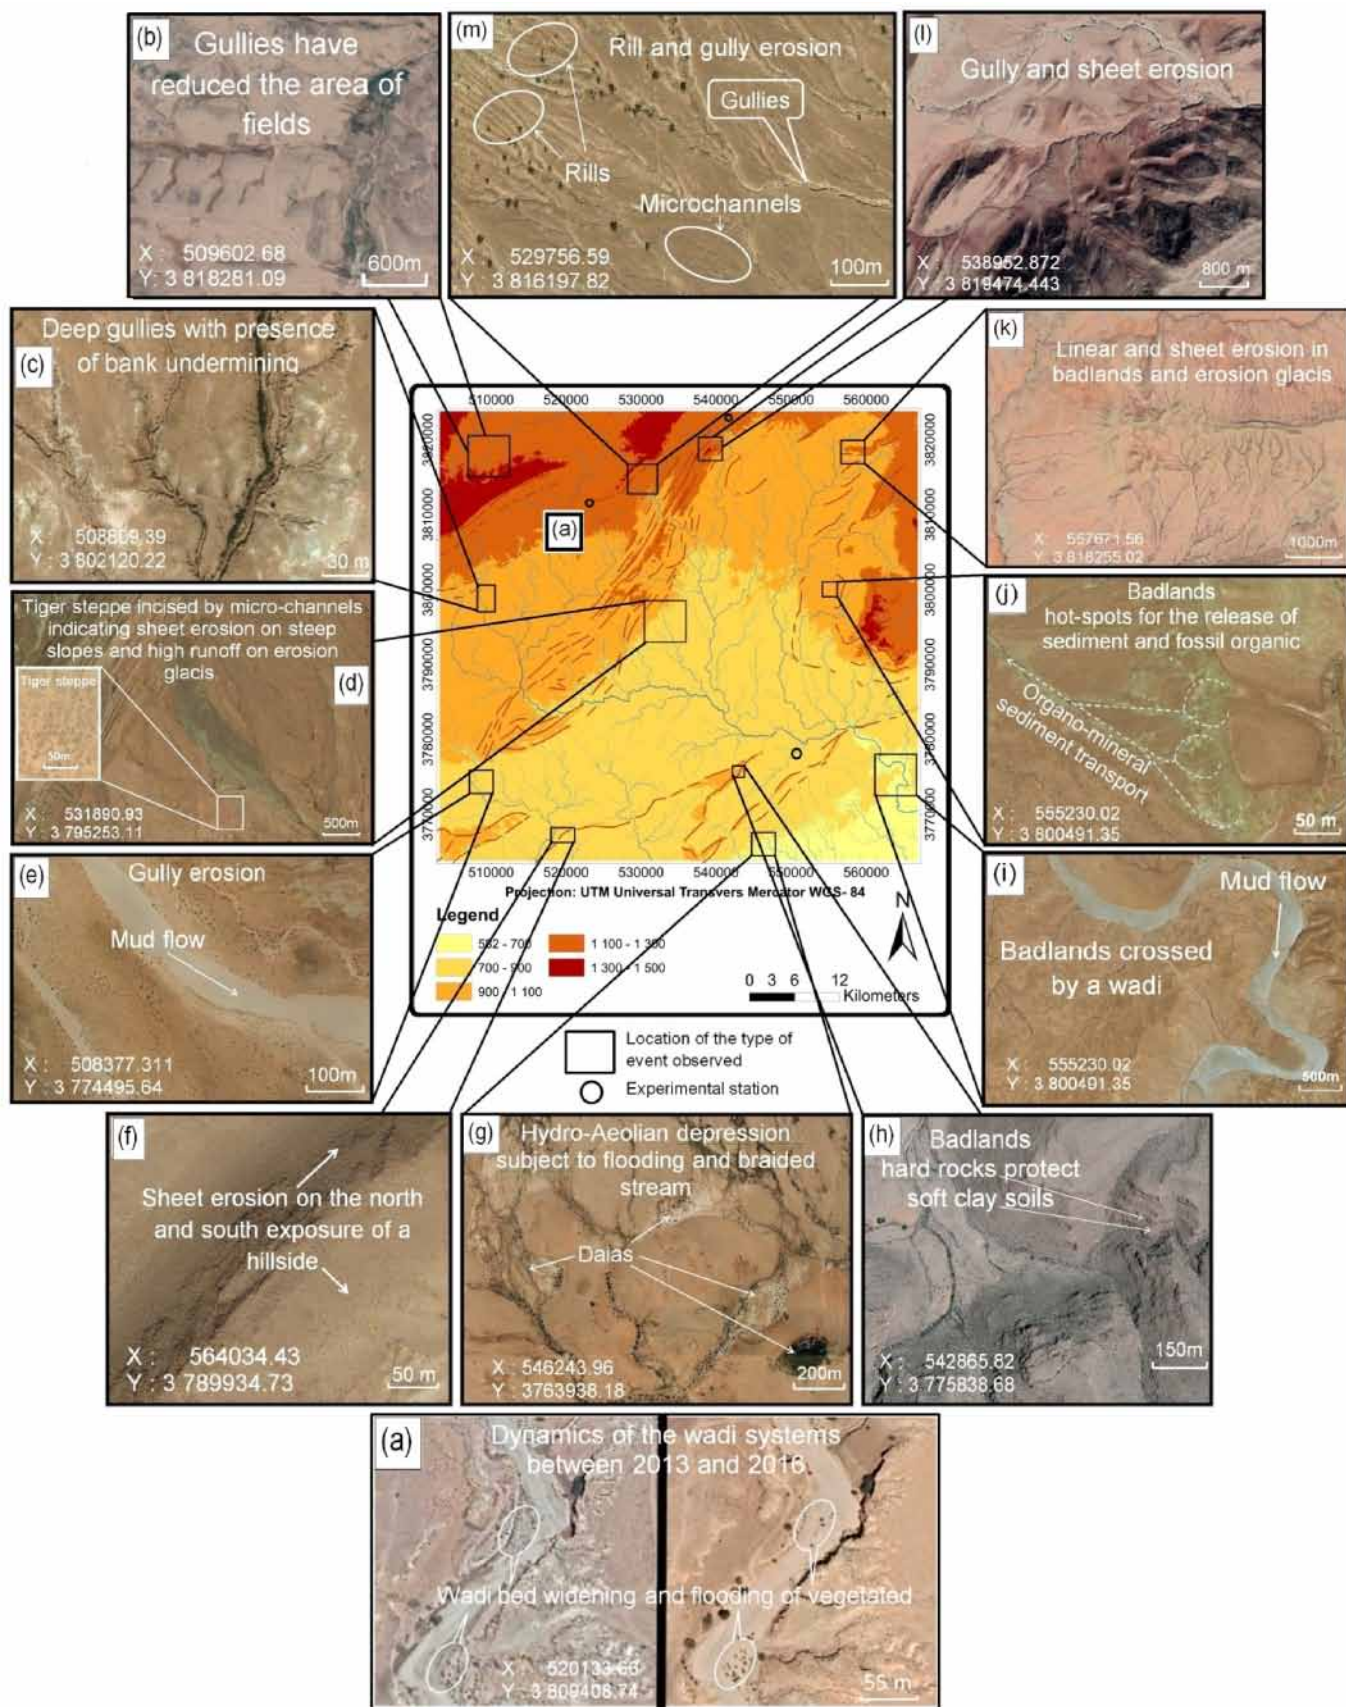 (b)
Gullies have
reduced the area of
fields
X : 509602.68
Y: 3 818281.09
600m
(m)
Rill and gully erosion
Gullies
Rills
Microchannels
X : 529756.59
Y: 3 816197.82
100m
(l)
Gully and sheet erosion
X : 538952.872
Y : 3 819474.443
800 m
(c)
Deep gullies with presence
of bank undermining
X : 508809.39
Y : 3 802120.22
30 m
(k)
Linear and sheet erosion in
badlands and erosion glacis
X : 557671.56
Y : 3 818255.02
1000m
Tiger steppe incised by micro-channels
indicating sheet erosion on steep
slopes and high runoff on erosion
glacis
(d)
Tiger steppe
50m
X : 531890.93
Y : 3 795253.11
500m
(j)
Badlands
hot-spots for the release of
sediment and fossil organic
Organo-mineral
sediment transport
X : 555230.02
Y : 3 800491.35
50 m
(e)
Gully erosion
Mud flow
X : 508377.311
Y : 3 774495.64
100m
(i)
Mud flow
Badlands crossed
by a wadi
X : 555230.02
Y : 3 800491.35
500m
510000 520000 530000 540000 550000 560000
3820000 3820000
3810000 3810000
(a)
3800000 3800000
3790000 3790000
3780000 3780000
3770000 3770000
510000 520000 530000 540000 550000 560000
Projection: UTM Universal Transvers Mercator WGS- 84
N
Legend
582 - 700
700 - 900
900 - 1 100
1 100 - 1 300
1 300 - 1 500
0 3 6 12
Kilometers
Location of the type of
event observed
Experimental station
(f)
Sheet erosion on the north
and south exposure of a
hillside
X : 564034.43
Y : 3 789934.73
50 m
(g)
Hydro-Aeolian depression
subject to flooding and braided
stream
Daias
X : 546243.96
Y : 3763938.18
200m
(h)
Badlands
hard rocks protect
soft clay soils
X : 542865.82
Y : 3 775838.68
150m
(a)
Dynamics of the wadi systems
between 2013 and 2016
Wadi bed widening and flooding of vegetated
X : 520133.66
Y : 3 809408.74
55 m